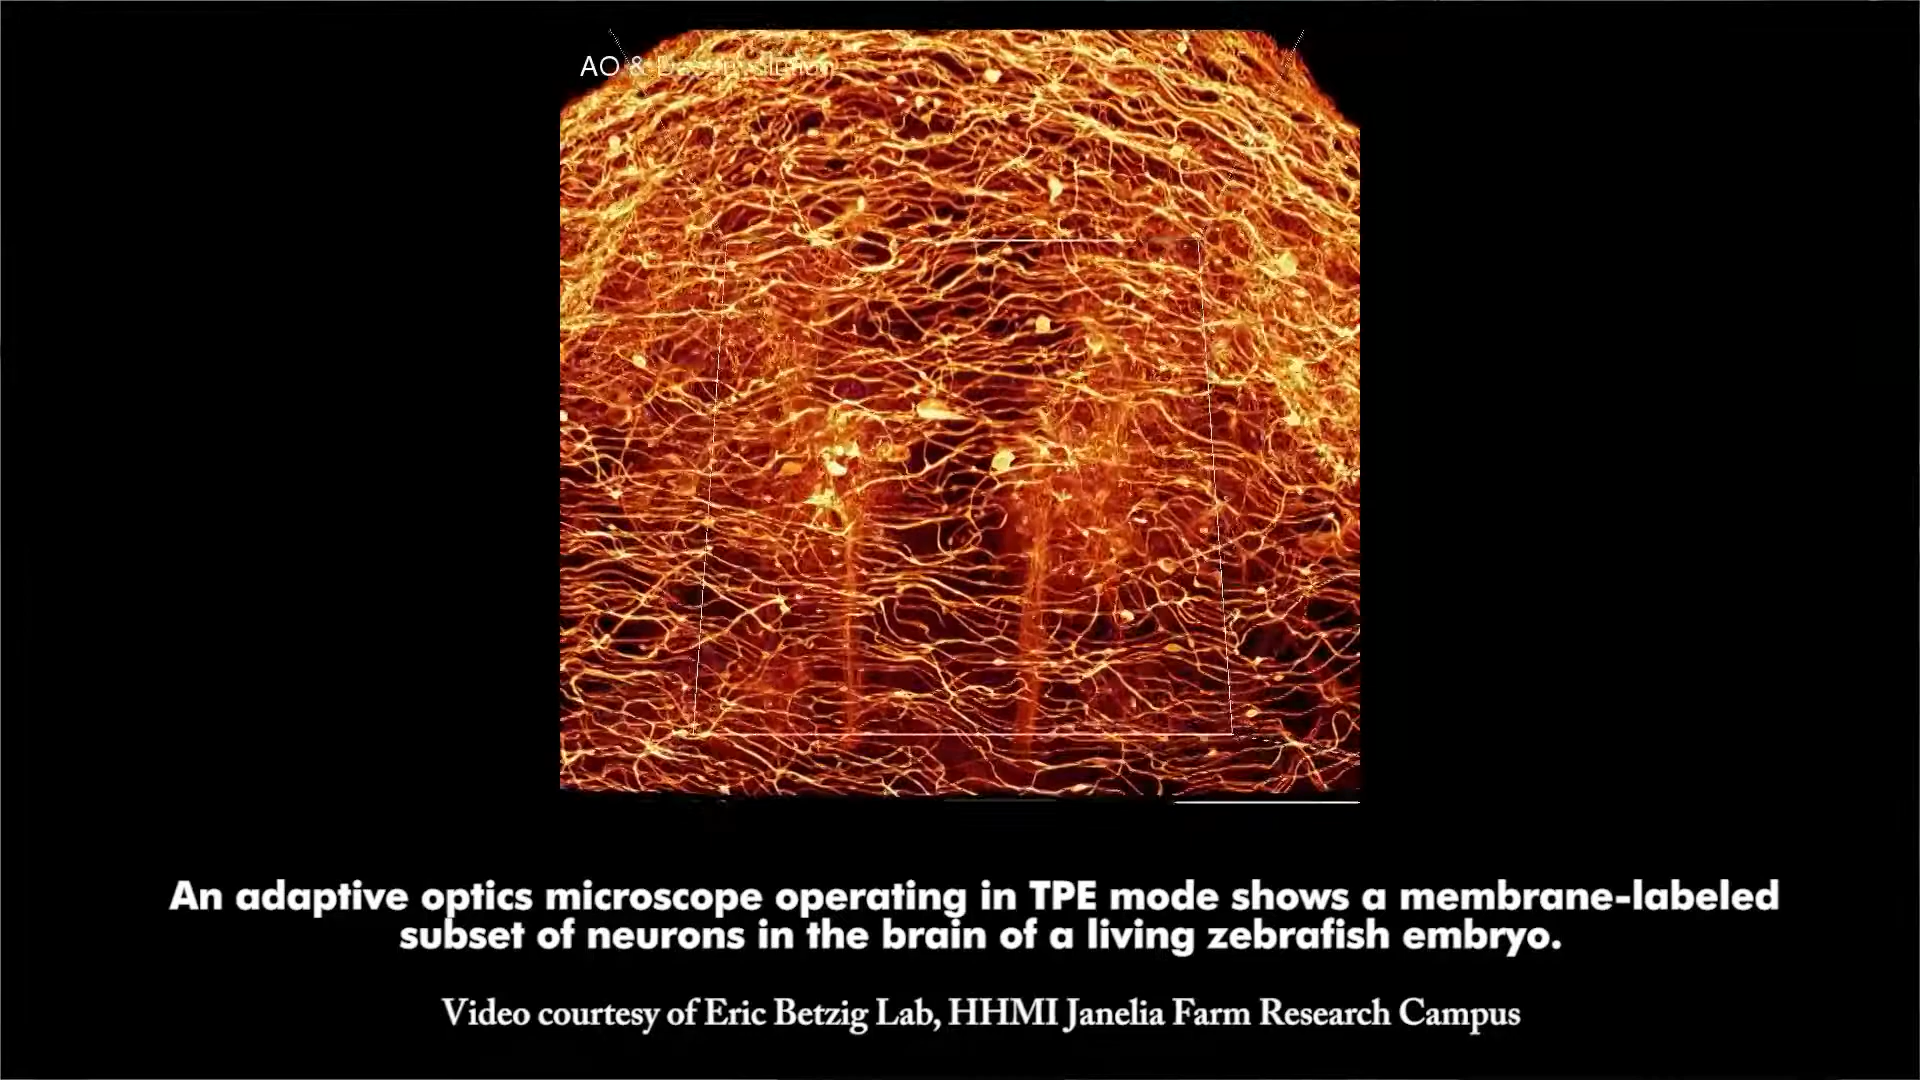 AO & Deconvolution
An adaptive optics microscope operating in TPE mode shows a membrane-labeled
subset of neurons in the brain of a living zebrafish embryo.
Video courtesy of Eric Betzig Lab, HHMI Janelia Farm Research Campus